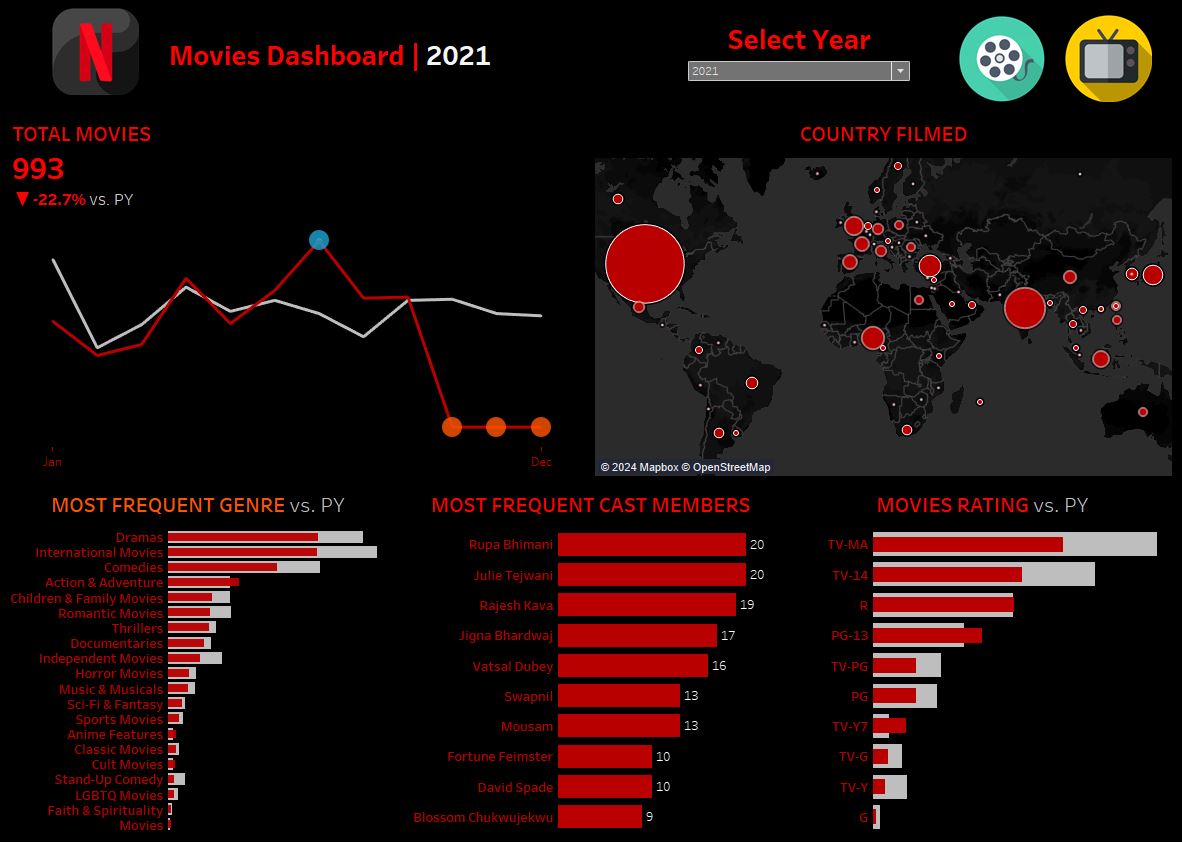 N
Movies Dashboard | 2021
Select Year
2021
TOTAL MOVIES
993
▼ -22.7% vs. PY
Jan
Dec
COUNTRY FILMED
© 2024 Mapbox © OpenStreetMap
MOST FREQUENT GENRE vs. PY
Dramas
International Movies
Comedies
Action & Adventure
Children & Family Movies
Romantic Movies
Thrillers
Documentaries
Independent Movies
Horror Movies
Music & Musicals
Sci-Fi & Fantasy
Sports Movies
Anime Features
Classic Movies
Cult Movies
Stand-Up Comedy
LGBTQ Movies
Faith & Spirituality
Movies
MOST FREQUENT CAST MEMBERS
Rupa Bhimani 20
Julie Tejwani 20
Rajesh Kava 19
Jigna Bhardwaj 17
Vatsal Dubey 16
Swapnil 13
Mousam 13
Fortune Feimster 10
David Spade 10
Blossom Chukwujekwu 9
MOVIES RATING vs. PY
TV-MA
TV-14
R
PG-13
TV-PG
PG
TV-Y7
TV-G
TV-Y
G